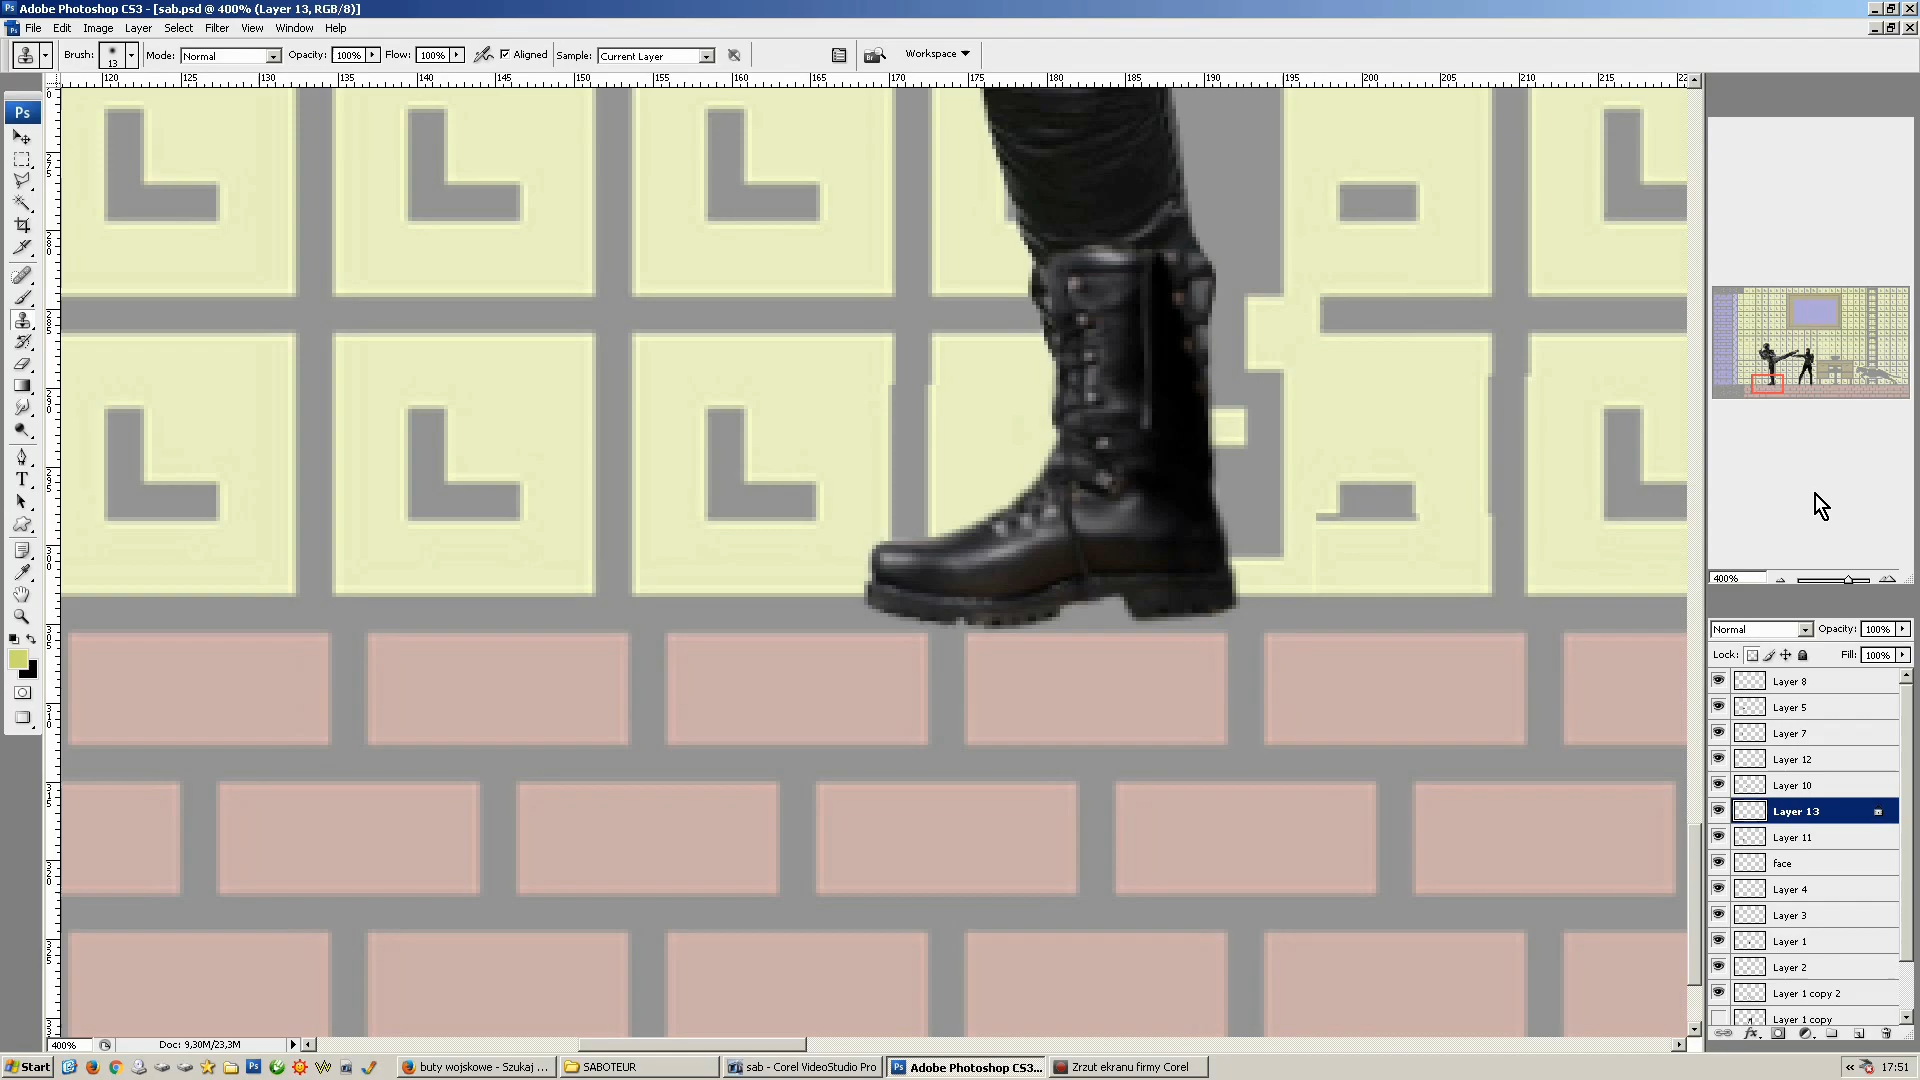 Adobe Photoshop CS3 - [sab.psd @ 400% (Layer 13, RGB/8)]
File Edit Image Layer Select Filter View Window Help
Brush: 13 Mode: Normal Opacity: 100% Flow: 100% Aligned Sample: Current Layer Workspace
120 125 130 135 140 145 150 155 160 165 170 175 180 185 190 195 200 205 210 215
Ps
400%
Normal Opacity: 100%
Lock: Fill: 100%
Layer 8
Layer 5
Layer 7
Layer 12
Layer 10
Layer 13
Layer 11
face
Layer 4
Layer 3
Layer 1
Layer 2
Layer 1 copy 2
Layer 1 copy
400% Doc: 9,30M/23,3M
Start buty wojskowe - Szukaj ... SABOTEUR sab - Corel VideoStudio Pro Adobe Photoshop CS3... Zrzut ekranu firmy Corel 17:51